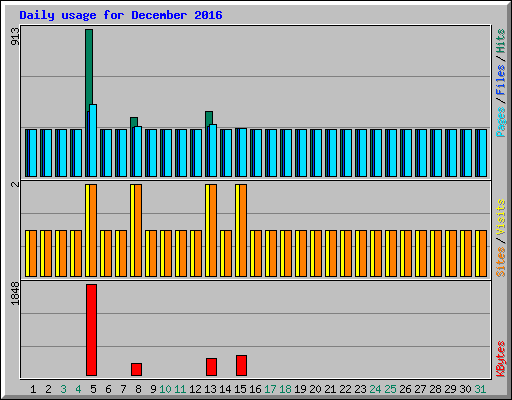 Daily usage for December 2016
913
Pages / Files / Hits
2
Sites / Visits
1848
KBytes
1 2 3 4 5 6 7 8 9 10 11 12 13 14 15 16 17 18 19 20 21 22 23 24 25 26 27 28 29 30 31